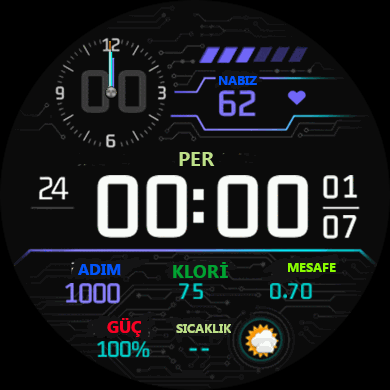 12
9 00 3
6
NABIZ
62
PER
24 00:00 01
07
ADIM KLORİ MESAFE
1000 75 0.70
GÜÇ SICAKLIK
100% --